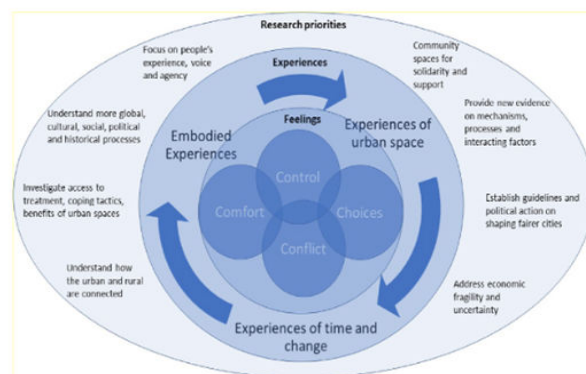 Research priorities
Focus on people's
experience, voice
and agency
Experiences
Community
spaces for
solidarity and
support
Understand more global,
cultural, social, political
and historical processes
Embodied
Experiences
Feelings
Experiences of
urban space
Provide new evidence
on mechanisms,
processes and
interacting factors
Control
Investigate access to
treatment, coping tactics,
benefits of urban spaces
Comfort
Choices
Establish guidelines and
political action on
shaping fairer cities
Conflict
Understand how
the urban and rural
are connected
Address economic
fragility and
uncertainty
Experiences of time and
change